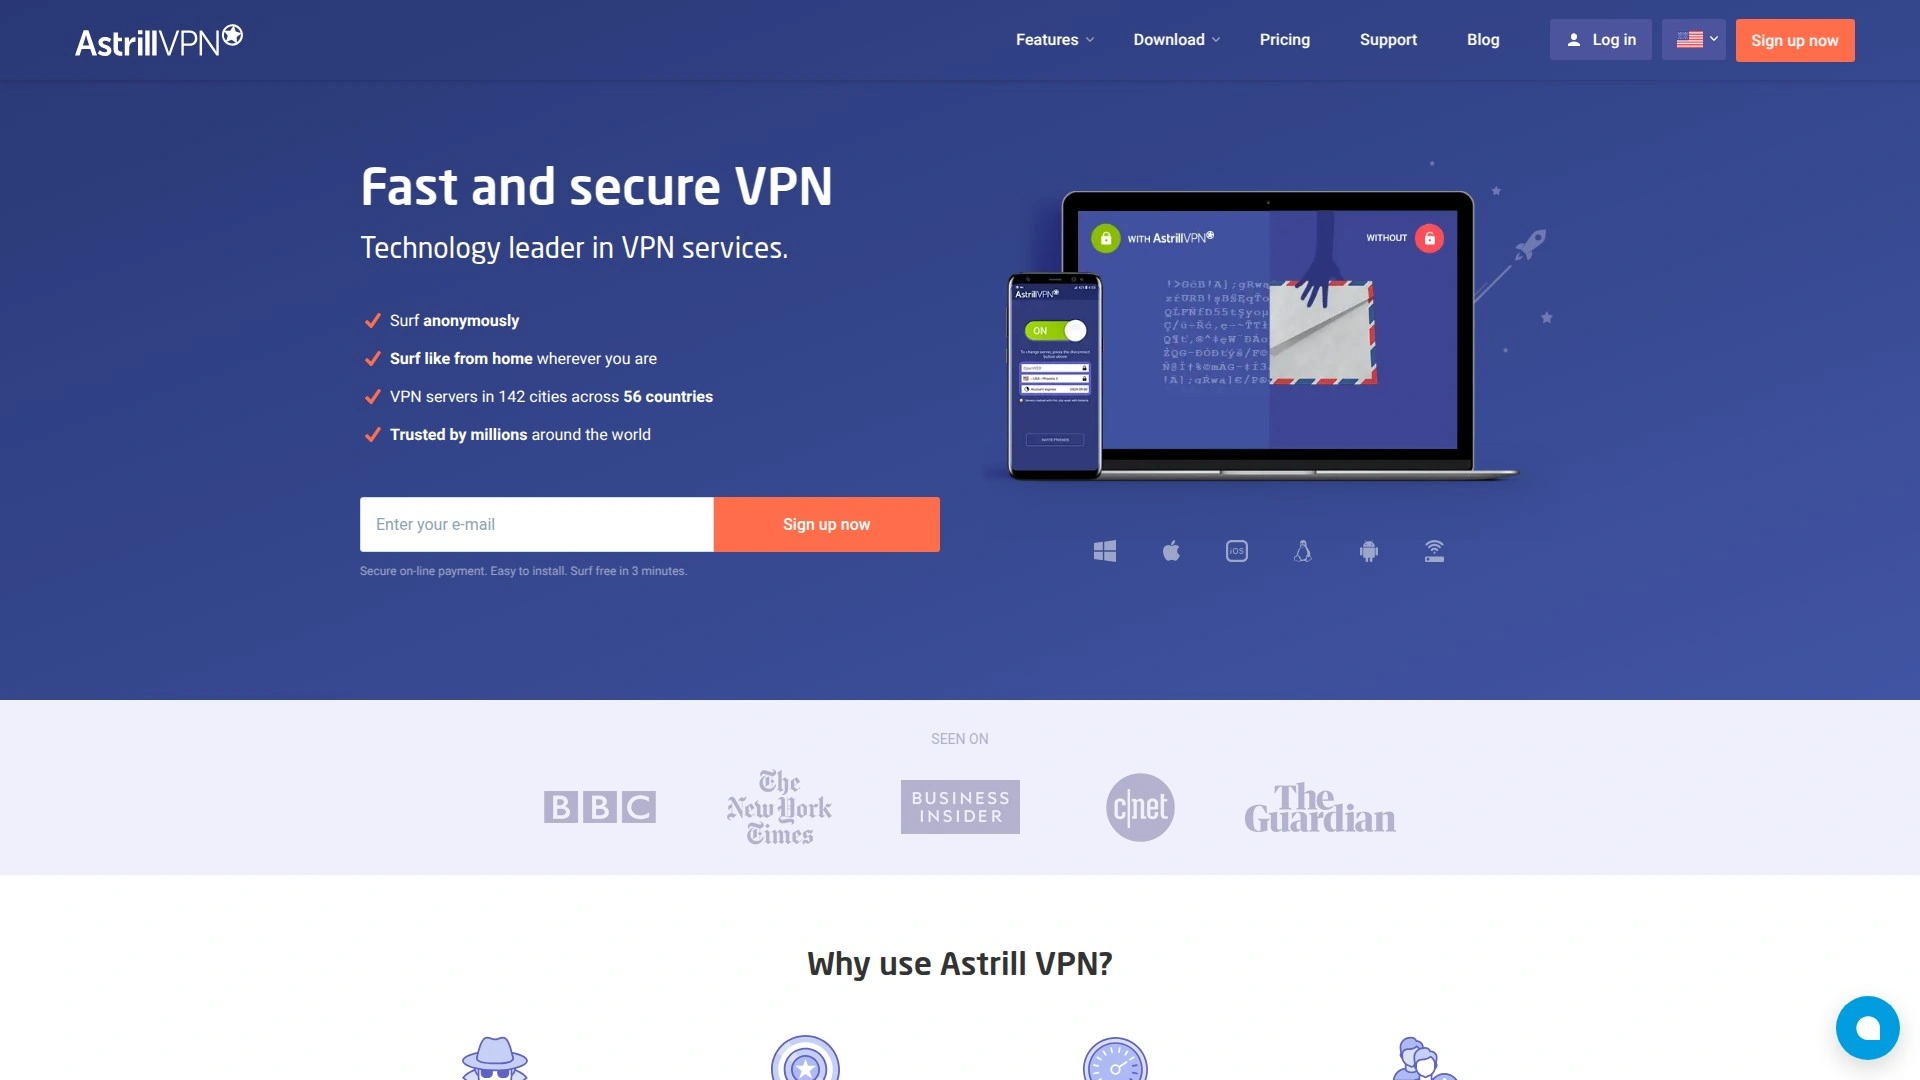 AstrillVPN
Features
Download
Pricing
Support
Blog
Log in
Sign up now
Fast and secure VPN
Technology leader in VPN services.
Surf anonymously
Surf like from home wherever you are
VPN servers in 142 cities across 56 countries
Trusted by millions around the world
Enter your e-mail
Sign up now
Secure on-line payment. Easy to install. Surf free in 3 minutes.
WITH AstrillVPN
WITHOUT
AstrillVPN
ON
INVITE FRIENDS
iOS
SEEN ON
BBC
The
New York
Times
BUSINESS
INSIDER
c|net
The
Guardian
Why use Astrill VPN?